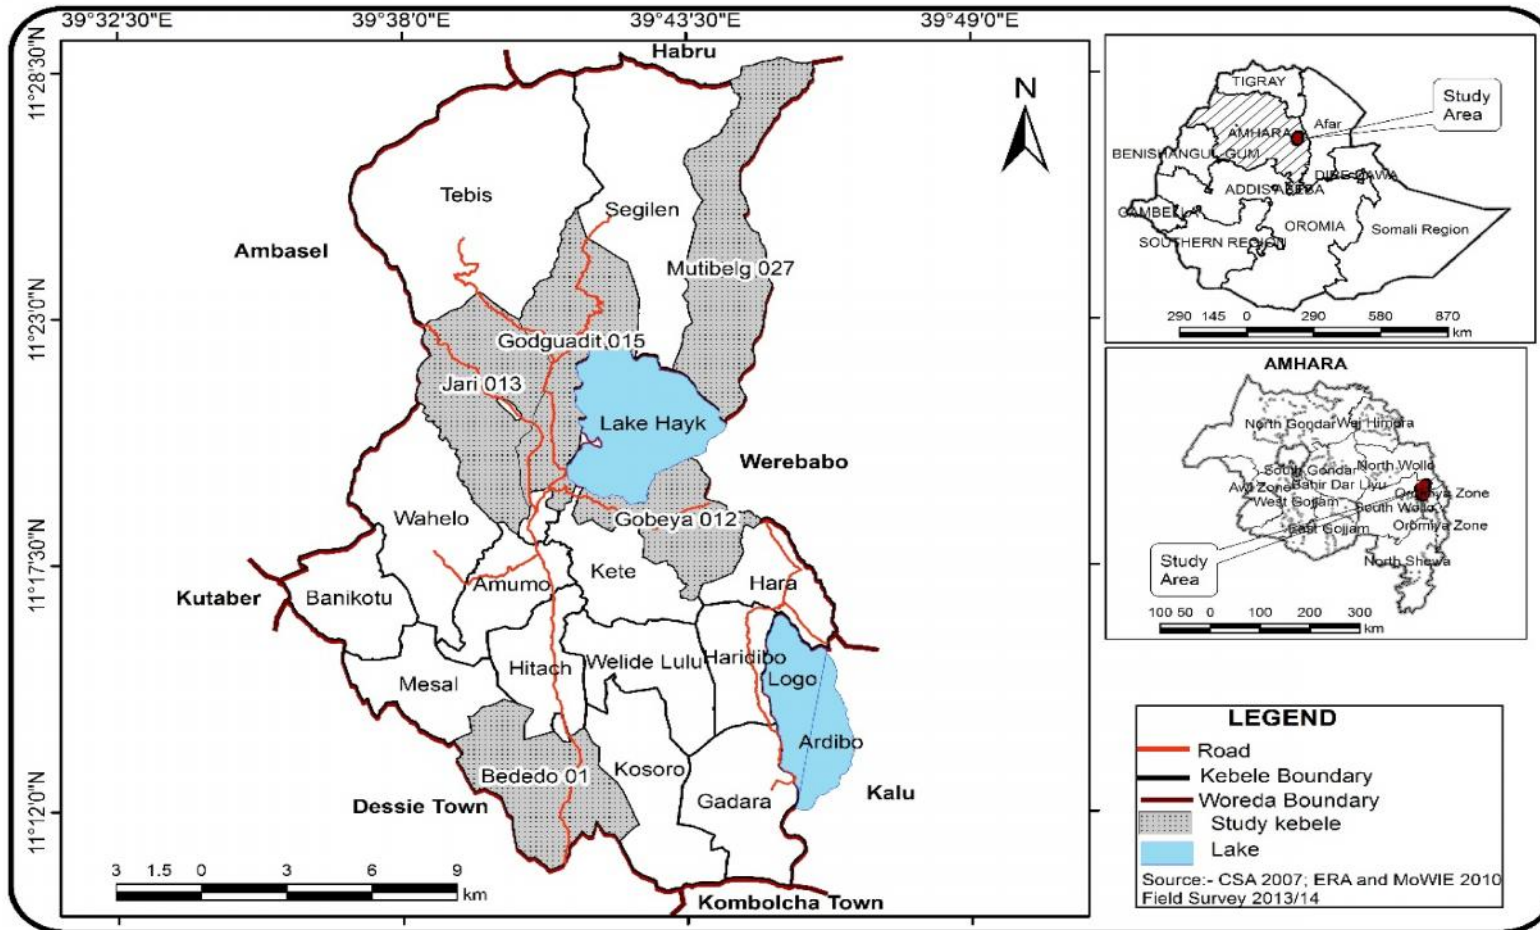 39°32'30"E 39°38'0"E 39°43'30"E 39°49'0"E
11°28'30"N
11°23'0"N
11°17'30"N
11°12'0"N
Habru
N
Tebis
Segilen
Ambasel
Mutibelg 027
Godguadit 015
Jari 013
Lake Hayk
Werebabo
Wahelo
Gobeya 012
Kete
Amumo
Hara
Kutaber
Banikotu
Hitach
Welide Lulu
Haridibo
Logo
Mesal
Ardibo
Bededo 01
Kosoro
Gadara
Kalu
Dessie Town
Kombolcha Town
3 1.5 0 3 6 9
km
TIGRAY
Study
Area
Afar
AMHARA
BENISHANGUL-GUM
DIRE DAWA
ADDIS ABEBA
GAMBELLA
OROMIA
Somali Region
SOUTHERN REGION
290 145 0 290 580 870
km
AMHARA
North Gondar
Wej Himora
North Wollo
South Gondar
Bahir Dar Liyu
Awi Zone
Oromiya Zone
West Gojjam
South Wollo
East Gojjam
Oromiya Zone
North Shewa
Study
Area
100 50 0 100 200 300
km
LEGEND
Road
Kebele Boundary
Woreda Boundary
Study kebele
Lake
Source:- CSA 2007; ERA and MoWIE 2010
Field Survey 2013/14